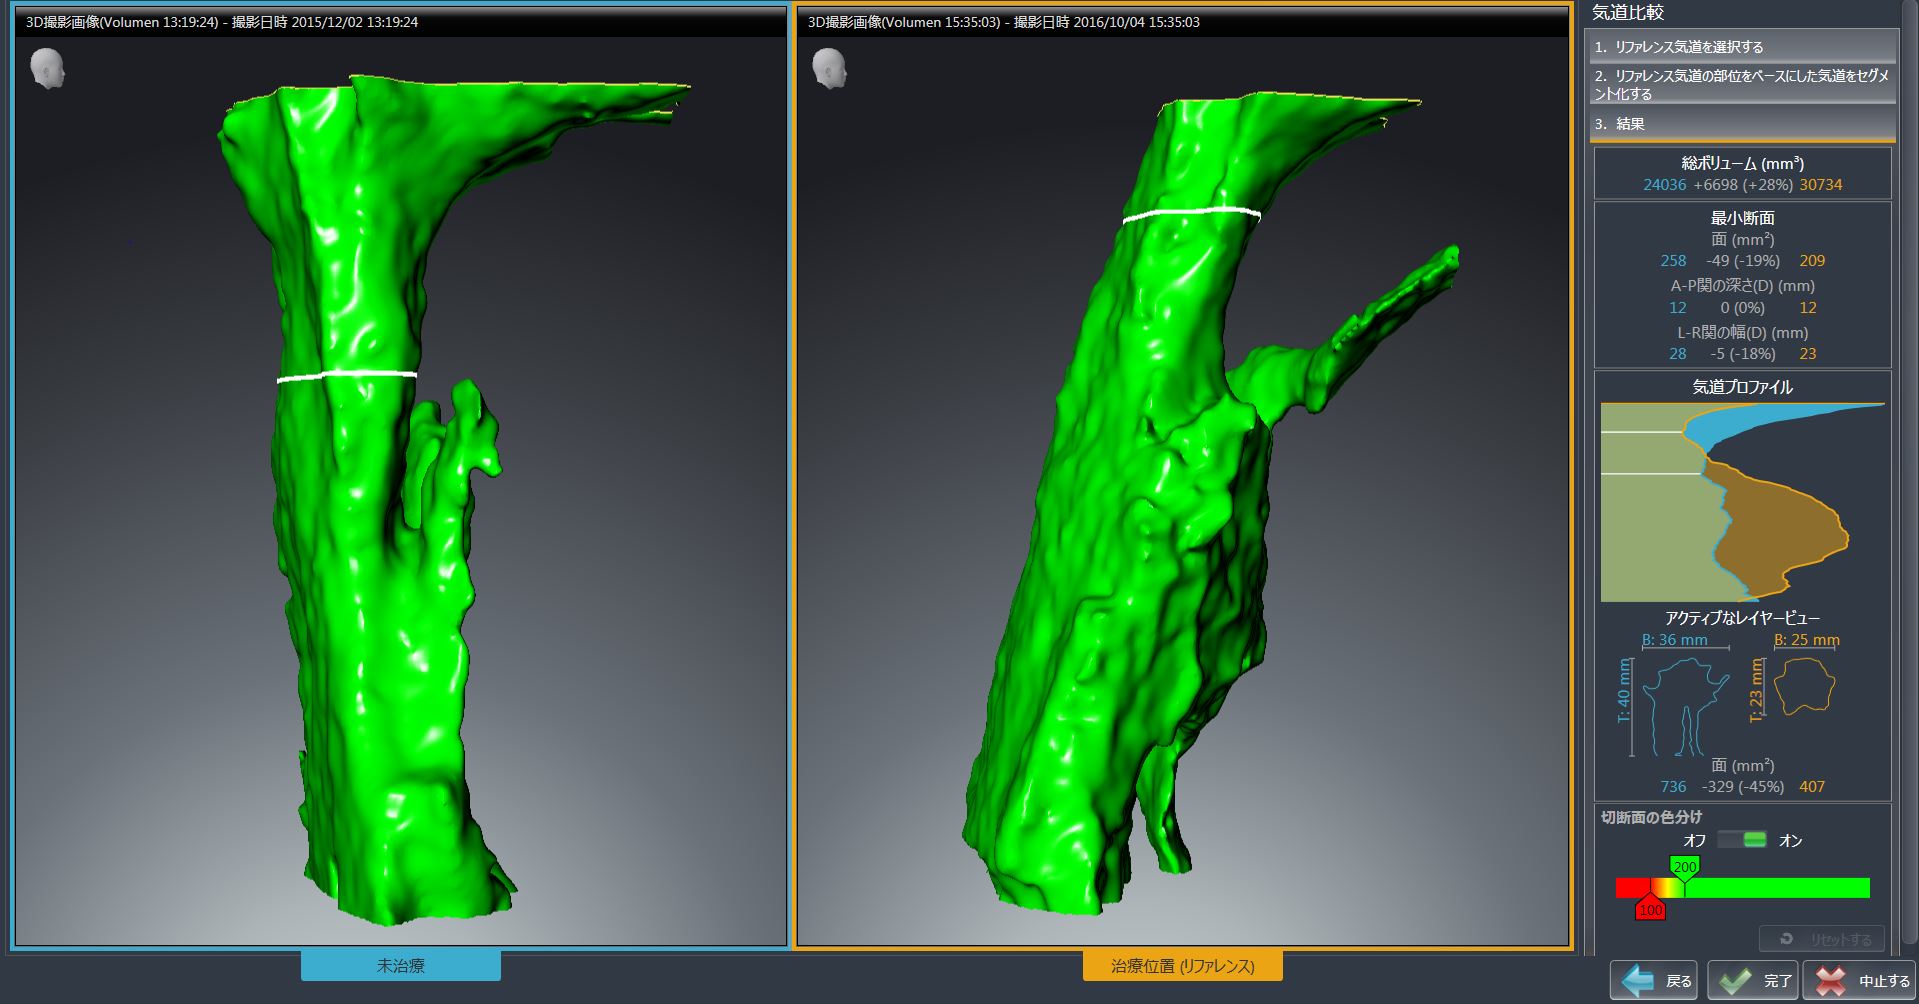 3D撮影画像(Volumen 13:19:24) - 撮影日時 2015/12/02 13:19:24
3D撮影画像(Volumen 15:35:03) - 撮影日時 2016/10/04 15:35:03
未治療
治療位置 (リファレンス)
気道比較
1. リファレンス気道を選択する
2. リファレンス気道の部位をベースにした気道をセグメ
ント化する
3. 結果
総ボリューム (mm³)
24036 +6698 (+28%) 30734
最小断面
面 (mm²)
258 -49 (-19%) 209
A-P関の深さ(D) (mm)
12 0 (0%) 12
L-R関の幅(D) (mm)
28 -5 (-18%) 23
気道プロファイル
アクティブなレイヤービュー
B: 36 mm B: 25 mm
T: 40 mm T: 23 mm
面 (mm²)
736 -329 (-45%) 407
切断面の色分け
オフ オン
200
100
リセットする
戻る 完了 中止する